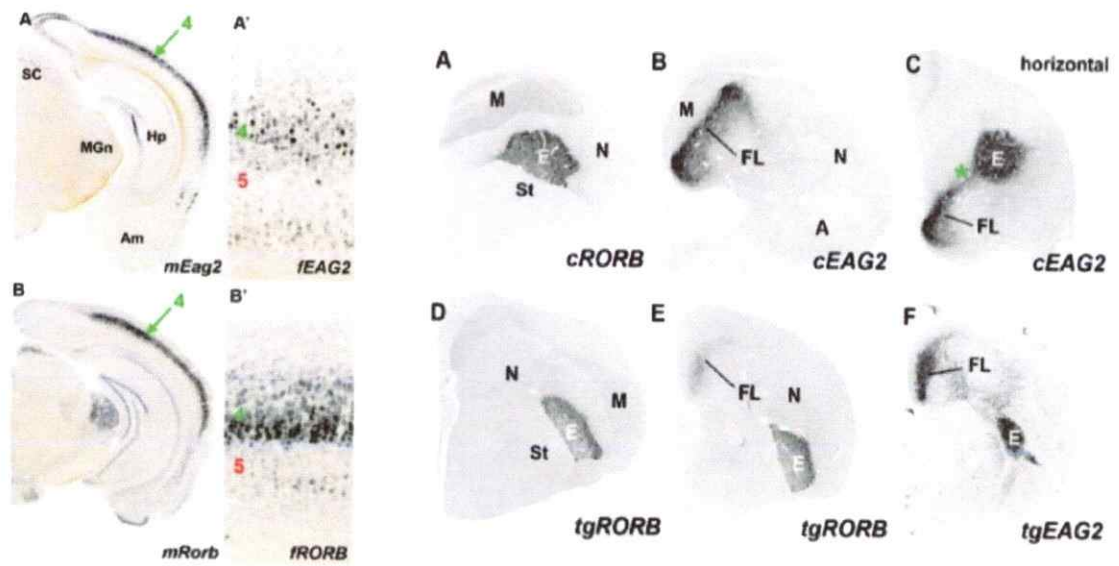 A
4
SC
MGn
Hp
Am
mEag2
A'
4
5
fEAG2
B
4
mRorb
B'
4
5
fRORB
A
M
E
N
St
cRORB
B
M
FL
N
A
cEAG2
C
horizontal
E
*
FL
cEAG2
D
N
M
E
St
tgRORB
E
FL
N
E
tgRORB
F
FL
E
tgEAG2